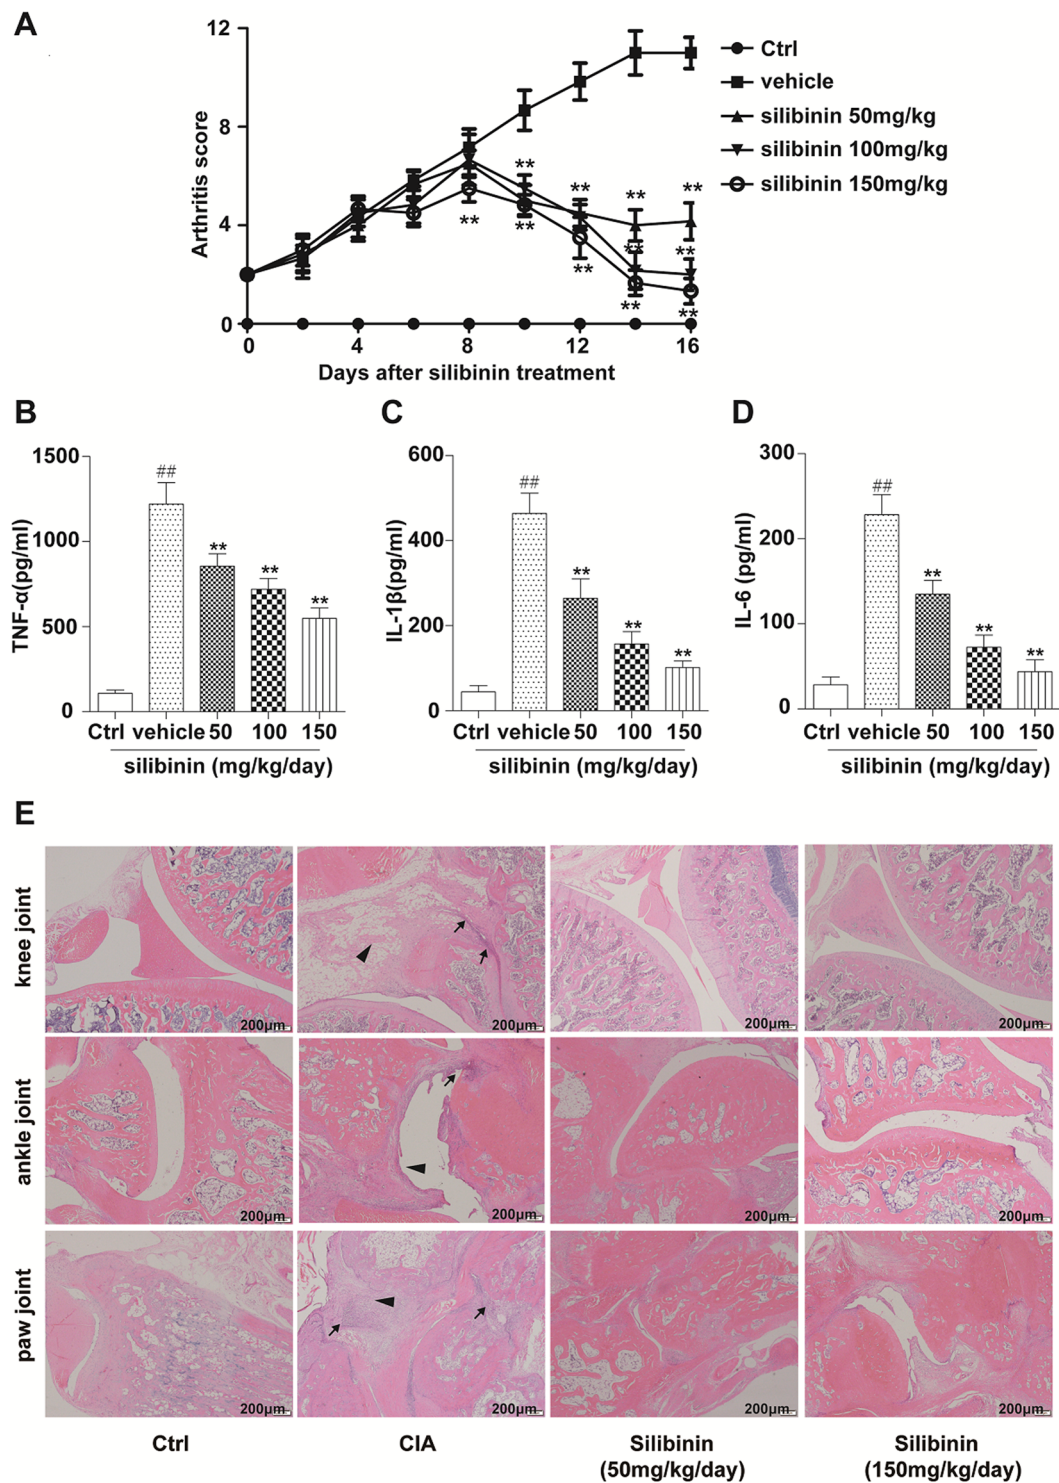 A
12
8
4
0
Arthritis score
0
4
8
12
16
Days after silibinin treatment
Ctrl
vehicle
silibinin 50mg/kg
silibinin 100mg/kg
silibinin 150mg/kg
**
**
**
**
**
**
**
**
**
**
**
B
1500
1000
500
0
TNF-α(pg/ml)
##
**
**
**
Ctrl vehicle 50 100 150
silibinin (mg/kg/day)
C
600
400
200
0
IL-1β(pg/ml)
##
**
**
**
Ctrl vehicle 50 100 150
silibinin (mg/kg/day)
D
300
200
100
0
IL-6 (pg/ml)
##
**
**
**
Ctrl vehicle 50 100 150
silibinin (mg/kg/day)
E
knee joint
200μm
200μm
200μm
200μm
ankle joint
200μm
200μm
200μm
200μm
paw joint
200μm
200μm
200μm
200μm
Ctrl
CIA
Silibinin
(50mg/kg/day)
Silibinin
(150mg/kg/day)